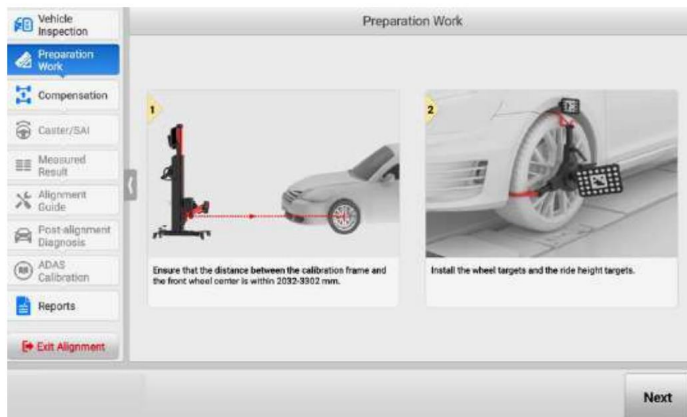 Preparation Work
Vehicle
Inspection
Preparation
Work
Compensation
Caster/SAI
Measured
Result
Alignment
Guide
Post-alignment
Diagnosis
ADAS
Calibration
Reports
Exit Alignment
1
Ensure that the distance between the calibration frame and
the front wheel center is within 2032-3302 mm.
2
Install the wheel targets and the ride height targets.
Next